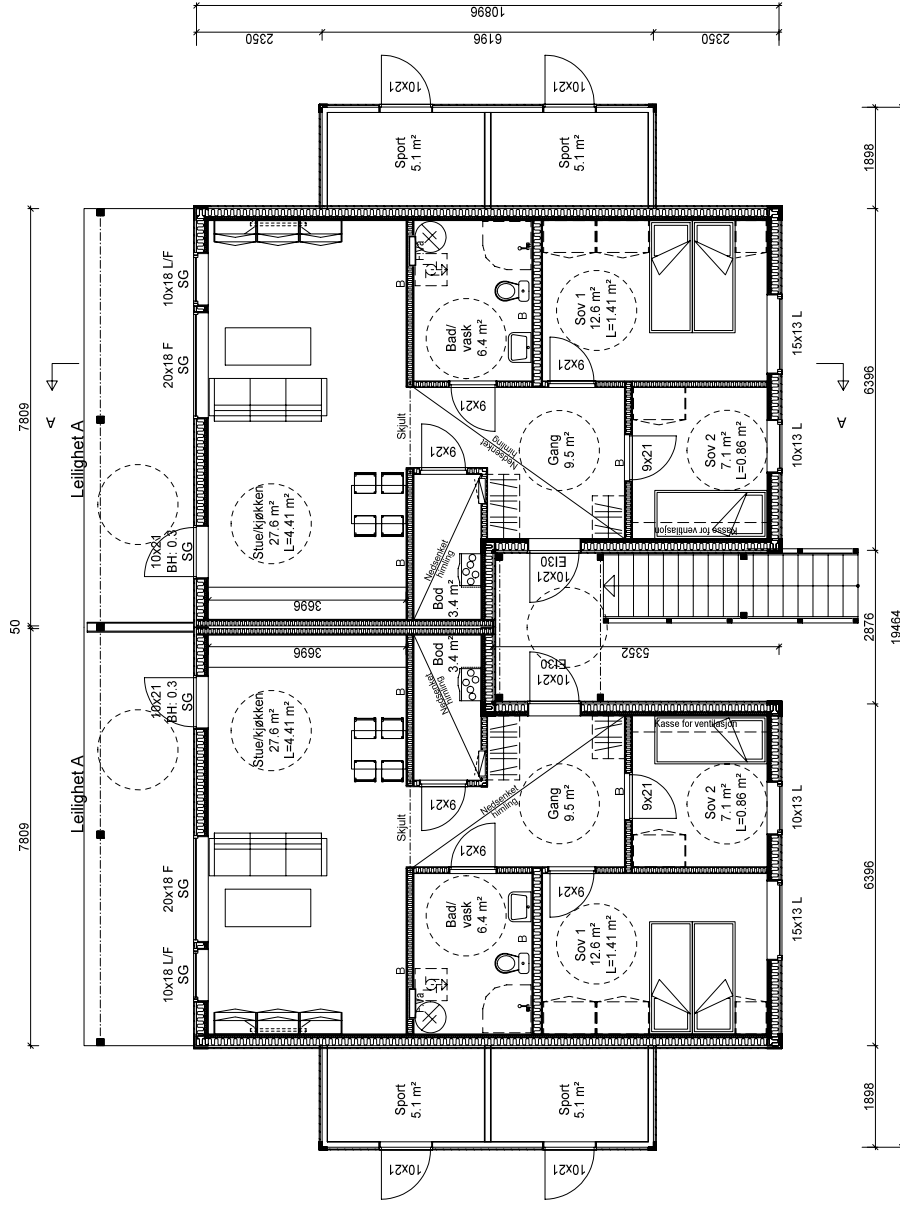 10896
2350
6196
2350
10x21
10x21
Sport
5.1 m²
Sport
5.1 m²
1898
7809
10x18 L/F
SG
20x18 F
SG
Leilighet A
10x21
BH: 0.3
SG
Stue/kjøkken
27.6 m²
L=4.41 m²
3696
B
B
Skjult
Bad/
vask
6.4 m²
B
9x21
9x21
Nedsenket
himling
Nedsenket
himling
Bod
3.4 m²
Gang
9.5 m²
B
Sov 1
12.6 m²
L=1.41 m²
9x21
9x21
Sov 2
7.1 m²
L=0.86 m²
Kasse for ventilasjon
15x13 L
10x13 L
A
A
6396
10x21
EI30
50
2876
19464
5352
10x21
EI30
7809
Leilighet A
10x21
BH: 0.3
SG
20x18 F
SG
10x18 L/F
SG
Stue/kjøkken
27.6 m²
L=4.41 m²
3696
B
B
Skjult
Bod
3.4 m²
Nedsenket
himling
Nedsenket
himling
9x21
9x21
Bad/
vask
6.4 m²
B
Gang
9.5 m²
B
Sov 1
12.6 m²
L=1.41 m²
9x21
9x21
Sov 2
7.1 m²
L=0.86 m²
Kasse for ventilasjon
10x13 L
15x13 L
6396
Sport
5.1 m²
Sport
5.1 m²
10x21
10x21
1898